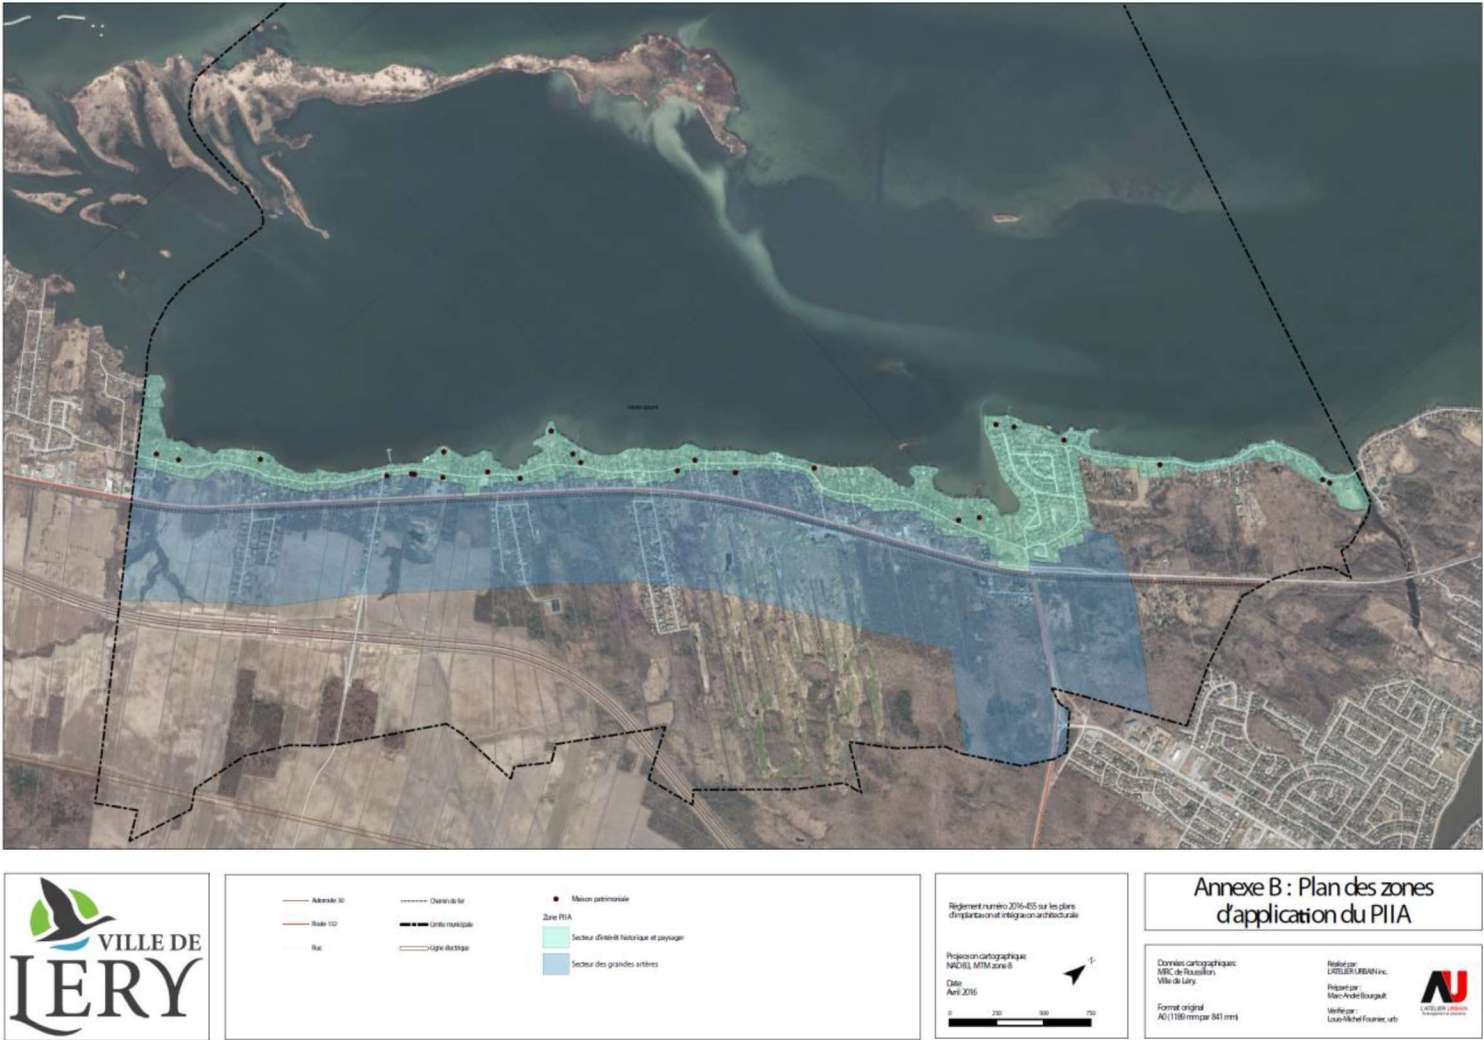 VILLE DE
LERY
Autoroute 30
Route 132
Rue
Chemin de fer
Limite municipale
Ligne électrique
Maison patrimoniale
Zone PIIA
Secteur d'intérêt historique et paysager
Secteur des grandes artères
Règlement numéro 2016-455 sur les plans
d'implantation et intégration architecturale
Projection cartographique:
NAD83, MTM zone 8
Date:
Avril 2016
N
0 250 500 750
Annexe B : Plan des zones
d'application du PIIA
Données cartographiques:
MRC de Roussillon.
Ville de Léry.
Format original
A0 (1189 mm par 841 mm)
Réalisé par:
L'ATELIER URBAIN inc.
Préparé par :
Marc-André Bourgault
Vérifié par :
Louis-Michel Fournier, urb
AU
L'ATELIER URBAIN